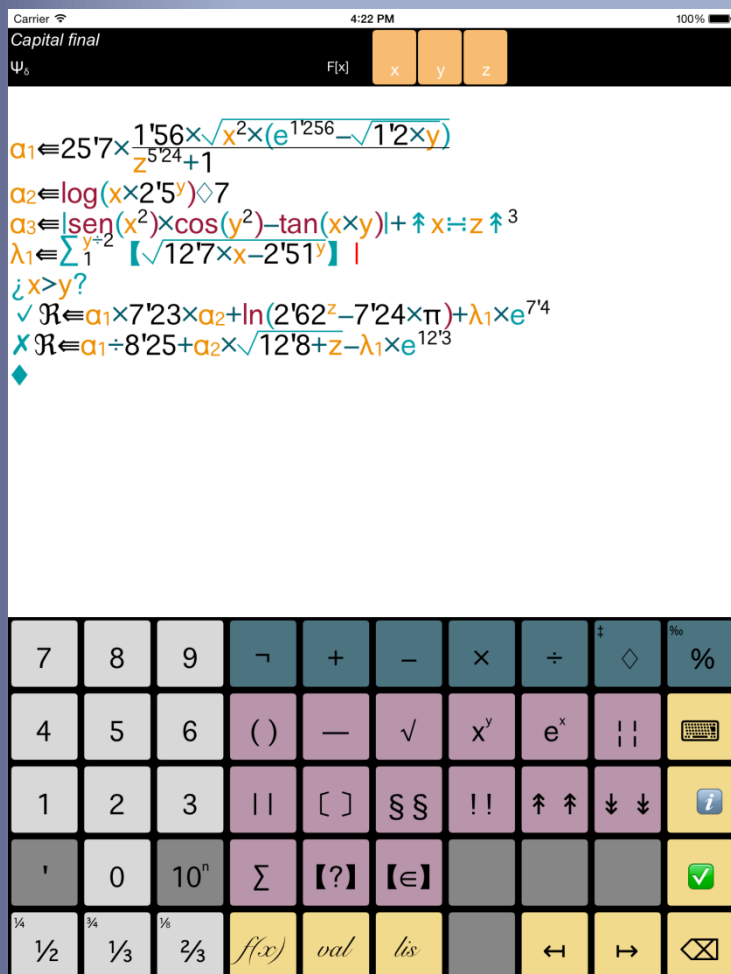 Carrier 4:22 PM 100%
Capital final
Ψδ F[x] x y z
α₁⇚25'7×(1'56×√(x²×(e^1'256−√(1'2×y))))/(z^5'24+1)
α₂⇚log(x×2'5^y)◇7
α₃⇚|sen(x²)×cos(y²)−tan(x×y)|+↟x≔z↟³
λ₁⇚∑₁^y÷2【√(12'7×x−2'51^y)】|
¿x>y?
✓ℜ⇚α₁×7'23×α₂+ln(2'62^z−7'24×π)+λ₁×e^7'4
✗ℜ⇚α₁÷8'25+α₂×√(12'8+z)−λ₁×e^12'3
◆
7 8 9 ¬ + − × ÷ ‡ ◇ ‰ %
4 5 6 ( ) — √ x^y e^x ¦ ¦
1 2 3 | | 〔 〕 § § ! ! ↟ ↟ ↡ ↡ i
' 0 10^n ∑ 【?】 【∈】
¼ ½ ¾ ⅓ ⅛ ⅔ f(x) val lis ↤ ↦ ⌫